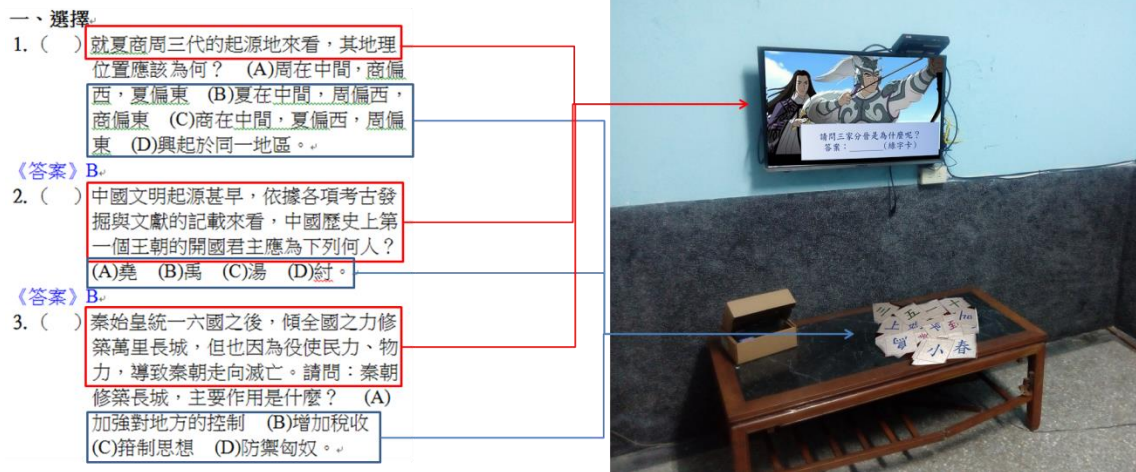 一、選擇
1. (　) 就夏商周三代的起源地來看，其地理
位置應該為何？ (A)周在中間，商偏
西，夏偏東 (B)夏在中間，周偏西，
商偏東 (C)商在中間，夏偏西，周偏
東 (D)興起於同一地區。
《答案》B
2. (　) 中國文明起源甚早，依據各項考古發
掘與文獻的記載來看，中國歷史上第
一個王朝的開國君主應為下列何人？
(A)堯 (B)禹 (C)湯 (D)紂。
《答案》B
3. (　) 秦始皇統一六國之後，傾全國之力修
築萬里長城，但也因為役使民力、物
力，導致秦朝走向滅亡。請問：秦朝
修築長城，主要作用是什麼？ (A)
加強對地方的控制 (B)增加稅收
(C)箝制思想 (D)防禦匈奴。
請問三家分晉是為什麼呢？
答案：______(線字卡)
三 五 一 十
上
小 春